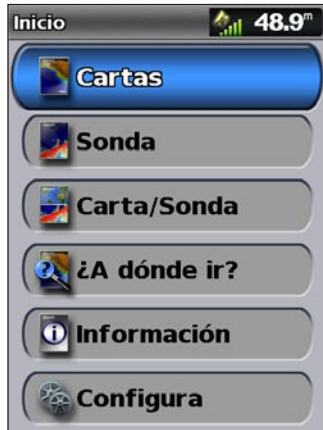 Inicio 48.9m
Cartas
Sonda
Carta/Sonda
¿A dónde ir?
Información
Configura